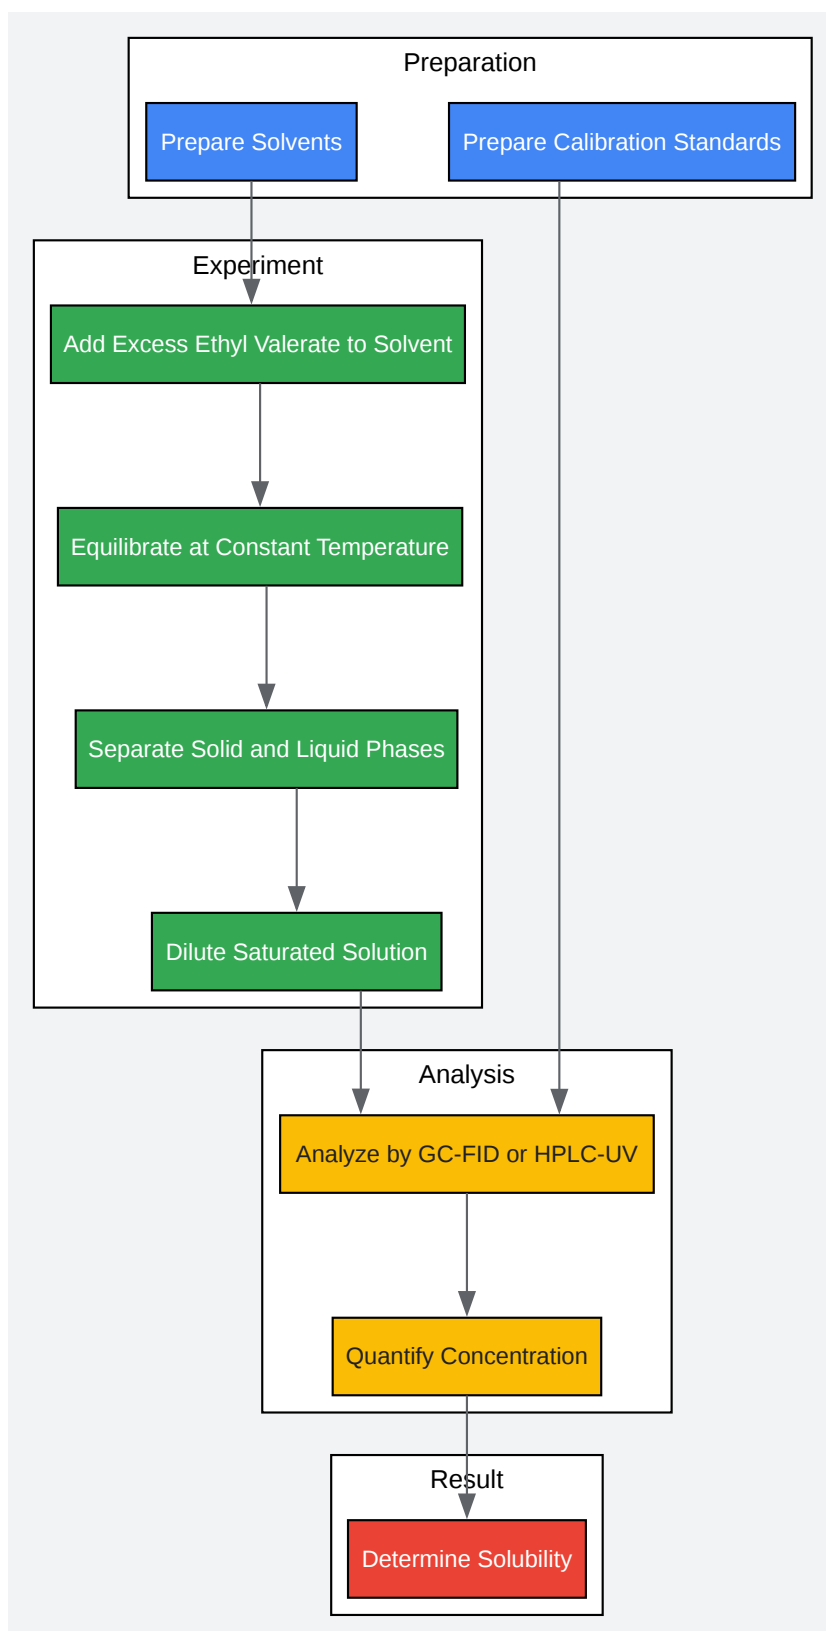 Preparation
Prepare Solvents
Prepare Calibration Standards
Experiment
Add Excess Ethyl Valerate to Solvent
Equilibrate at Constant Temperature
Separate Solid and Liquid Phases
Dilute Saturated Solution
Analysis
Analyze by GC-FID or HPLC-UV
Quantify Concentration
Result
Determine Solubility